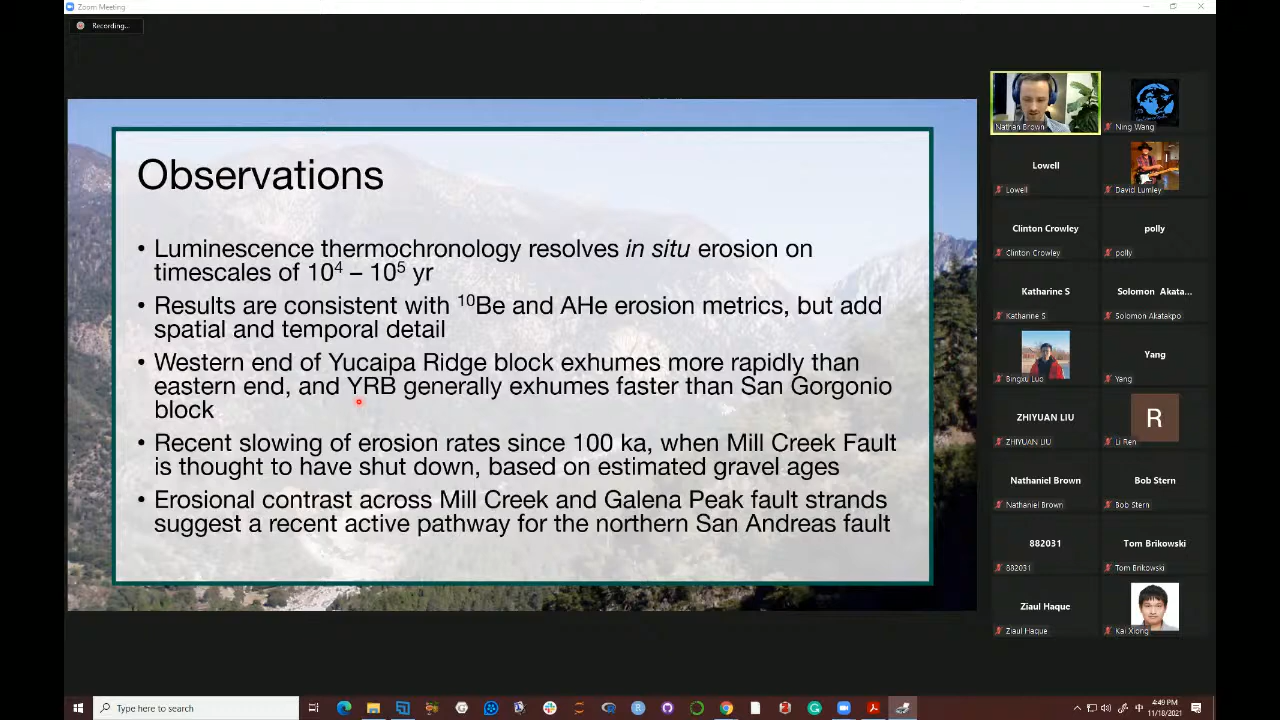 Zoom Meeting
Recording...
Observations
• Luminescence thermochronology resolves in situ erosion on
timescales of 10⁴ – 10⁵ yr
• Results are consistent with ¹⁰Be and AHe erosion metrics, but add
spatial and temporal detail
• Western end of Yucaipa Ridge block exhumes more rapidly than
eastern end, and YRB generally exhumes faster than San Gorgonio
block
• Recent slowing of erosion rates since 100 ka, when Mill Creek Fault
is thought to have shut down, based on estimated gravel ages
• Erosional contrast across Mill Creek and Galena Peak fault strands
suggest a recent active pathway for the northern San Andreas fault
Nathan Brown
Ning Wang
Lowell
Lowell
David Lumley
Clinton Crowley
Clinton Crowley
polly
polly
Katharine S
Katharine S
Solomon Akata...
Solomon Akatakpo
Bingxu Luo
Yang
Yang
ZHIYUAN LIU
ZHIYUAN LIU
R
Li Ren
Nathaniel Brown
Nathaniel Brown
Bob Stern
Bob Stern
882031
882031
Tom Brikowski
Tom Brikowski
Ziaul Haque
Ziaul Haque
Kai Xiong
Type here to search
中
4:49 PM
11/18/2021